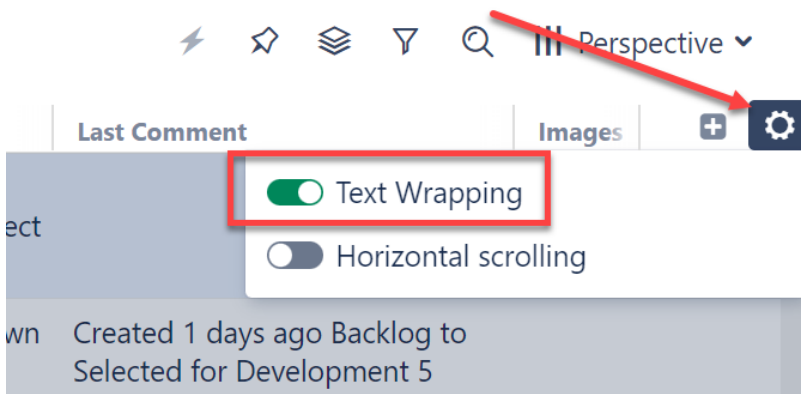 Perspective
Last Comment
Images
Text Wrapping
ect
Horizontal scrolling
wn
Created 1 days ago Backlog to
Selected for Development 5